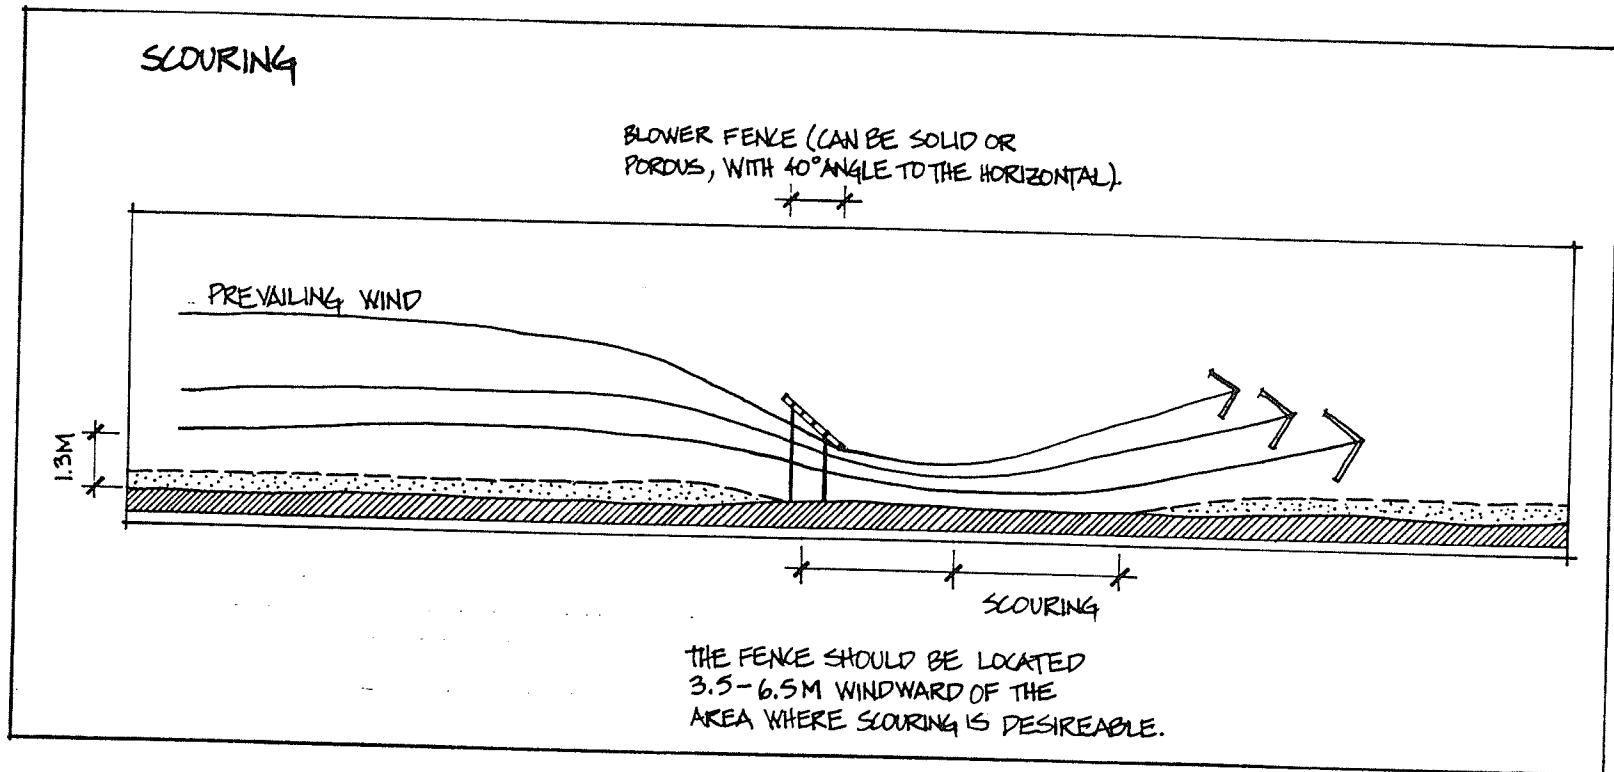 SCOURING
BLOWER FENCE (CAN BE SOLID OR
POROUS, WITH 40° ANGLE TO THE HORIZONTAL).
PREVAILING WIND
1.3M
SCOURING
THE FENCE SHOULD BE LOCATED
3.5-6.5M WINDWARD OF THE
AREA WHERE SCOURING IS DESIREABLE.